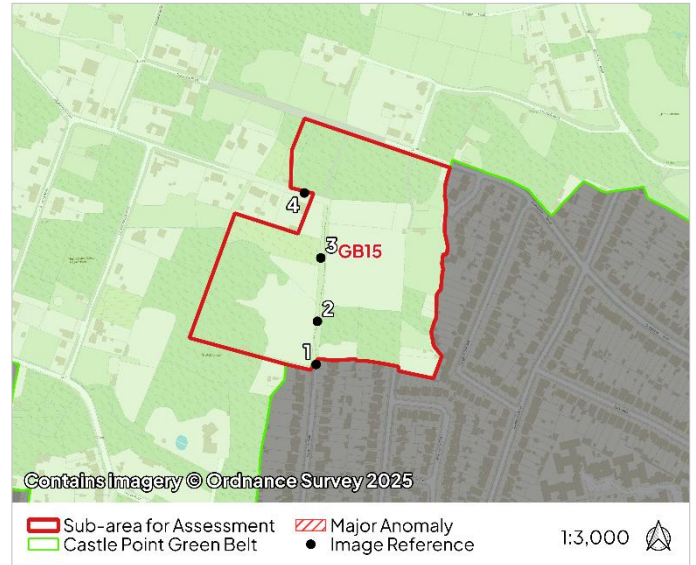 4
3
GB15
2
1
Contains imagery © Ordnance Survey 2025
Sub-area for Assessment
Major Anomaly
1:3,000
Castle Point Green Belt
Image Reference